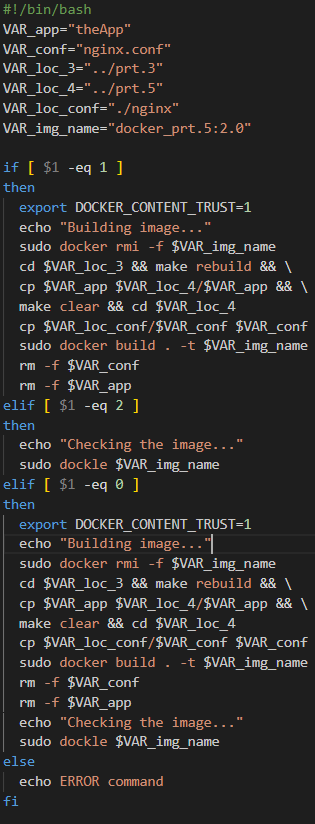 #!/bin/bash
VAR_app="theApp"
VAR_conf="nginx.conf"
VAR_loc_3="../prt.3"
VAR_loc_4="../prt.5"
VAR_loc_conf="./nginx"
VAR_img_name="docker_prt.5:2.0"

if [ $1 -eq 1 ]
then
  export DOCKER_CONTENT_TRUST=1
  echo "Building image..."
  sudo docker rmi -f $VAR_img_name
  cd $VAR_loc_3 && make rebuild && \
  cp $VAR_app $VAR_loc_4/$VAR_app && \
  make clear && cd $VAR_loc_4
  cp $VAR_loc_conf/$VAR_conf $VAR_conf
  sudo docker build . -t $VAR_img_name
  rm -f $VAR_conf
  rm -f $VAR_app
elif [ $1 -eq 2 ]
then
  echo "Checking the image..."
  sudo dockle $VAR_img_name
elif [ $1 -eq 0 ]
then
  export DOCKER_CONTENT_TRUST=1
  echo "Building image..."
  sudo docker rmi -f $VAR_img_name
  cd $VAR_loc_3 && make rebuild && \
  cp $VAR_app $VAR_loc_4/$VAR_app && \
  make clear && cd $VAR_loc_4
  cp $VAR_loc_conf/$VAR_conf $VAR_conf
  sudo docker build . -t $VAR_img_name
  rm -f $VAR_conf
  rm -f $VAR_app
  echo "Checking the image..."
  sudo dockle $VAR_img_name
else
  echo ERROR command
fi